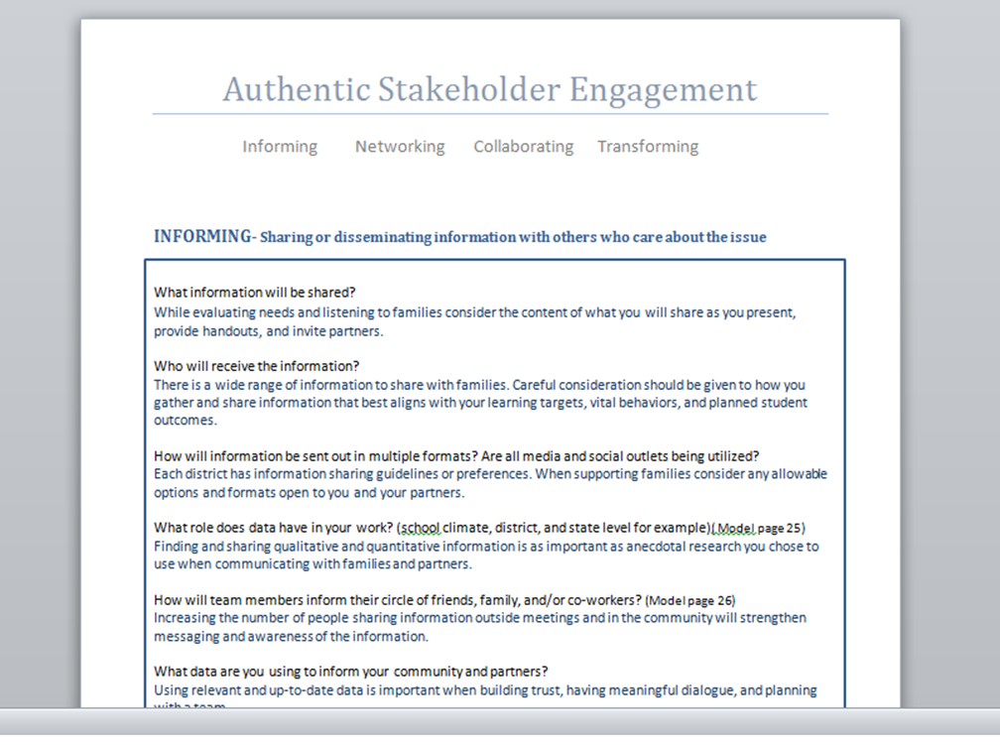 Authentic Stakeholder Engagement
Informing Networking Collaborating Transforming
INFORMING- Sharing or disseminating information with others who care about the issue
What information will be shared?
While evaluating needs and listening to families consider the content of what you will share as you present,
provide handouts, and invite partners.
Who will receive the information?
There is a wide range of information to share with families. Careful consideration should be given to how you
gather and share information that best aligns with your learning targets, vital behaviors, and planned student
outcomes.
How will information be sent out in multiple formats? Are all media and social outlets being utilized?
Each district has information sharing guidelines or preferences. When supporting families consider any allowable
options and formats open to you and your partners.
What role does data have in your work? (school climate, district, and state level for example)( Model page 25)
Finding and sharing qualitative and quantitative information is as important as anecdotal research you chose to
use when communicating with families and partners.
How will team members inform their circle of friends, family, and/or co-workers? (Model page 26)
Increasing the number of people sharing information outside meetings and in the community will strengthen
messaging and awareness of the information.
What data are you using to inform your community and partners?
Using relevant and up-to-date data is important when building trust, having meaningful dialogue, and planning
with a team.